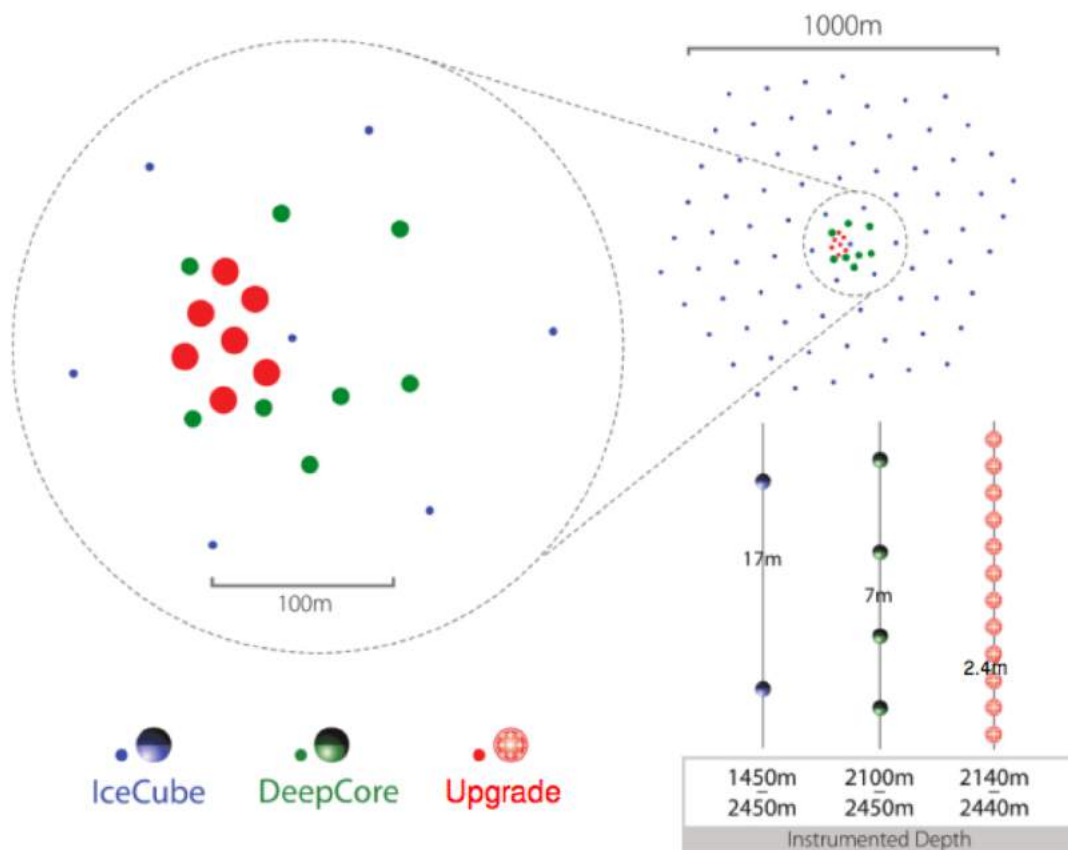 1000m
100m
17m
7m
2.4m
IceCube
DeepCore
Upgrade
1450m
–
2450m
2100m
–
2450m
2140m
–
2440m
Instrumented Depth